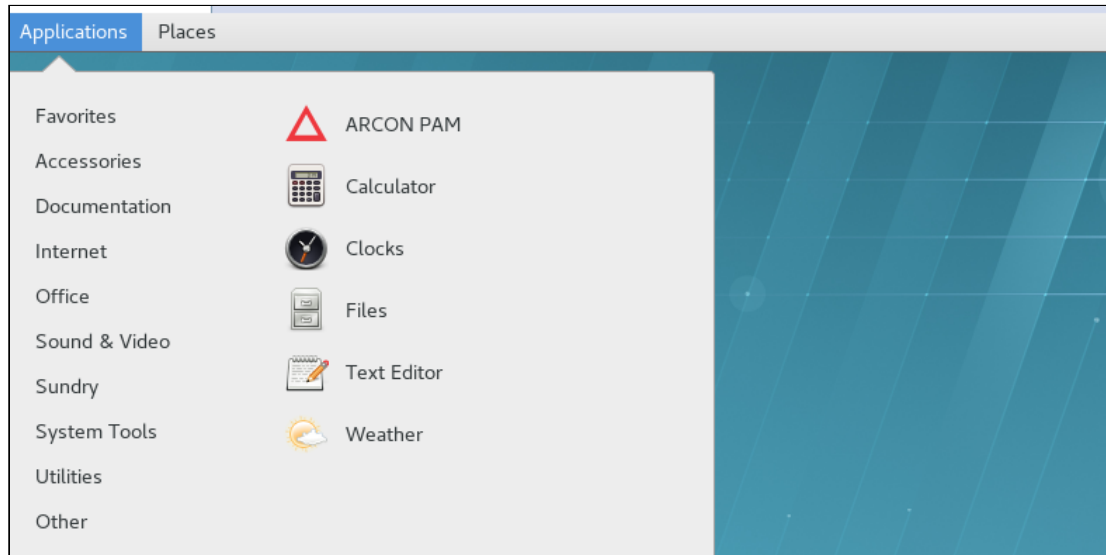 Applications Places
Favorites
Accessories
Documentation
Internet
Office
Sound & Video
Sundry
System Tools
Utilities
Other
ARCON PAM
Calculator
Clocks
Files
Text Editor
Weather